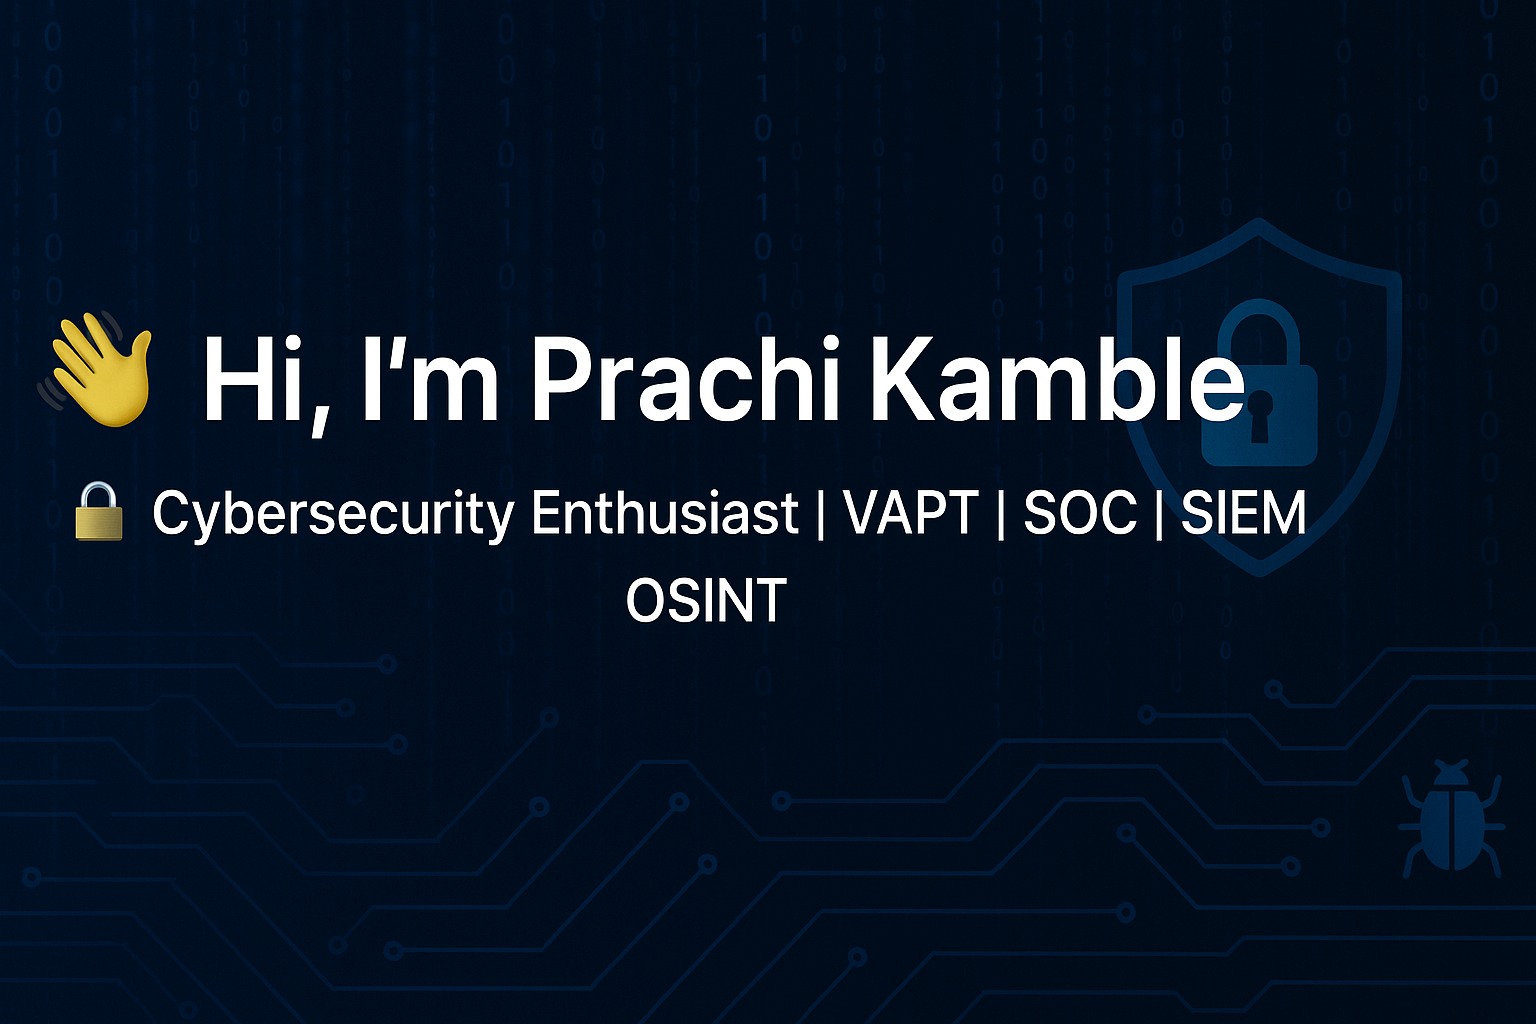 👋 Hi, I'm Prachi Kamble
🔒 Cybersecurity Enthusiast | VAPT | SOC | SIEM
OSINT